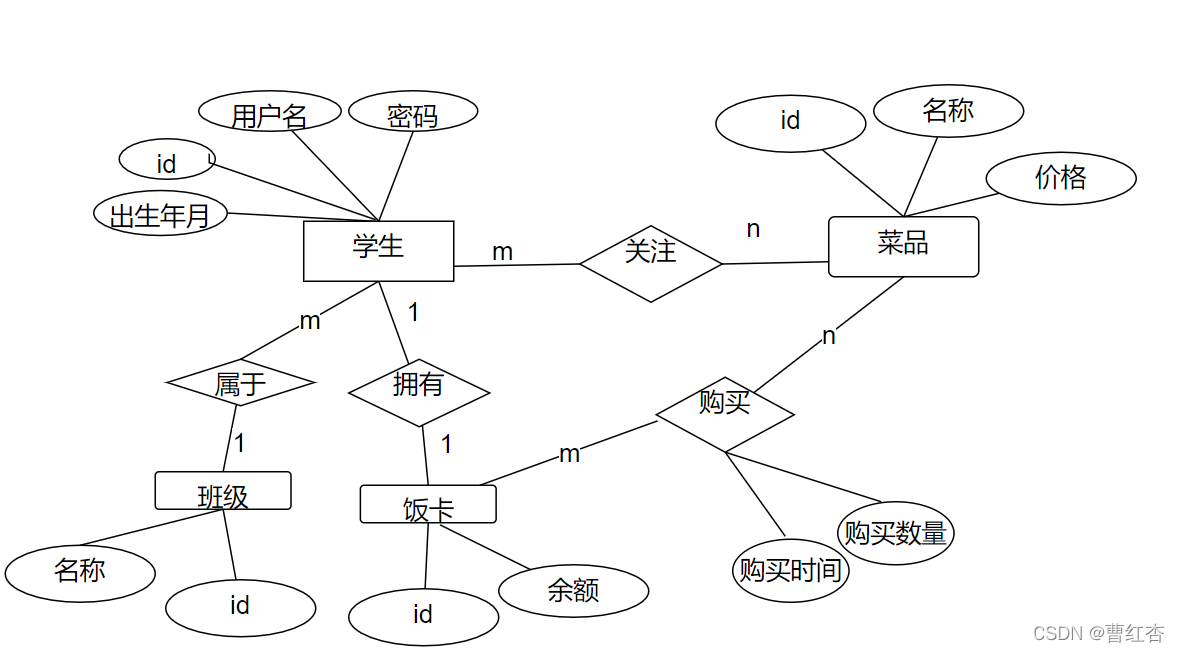 用户名
密码
id
出生年月
学生
m
关注
n
id
名称
价格
菜品
m
1
属于
拥有
1
1
班级
饭卡
名称
id
id
余额
n
购买
m
购买数量
购买时间
CSDN @曹红杏